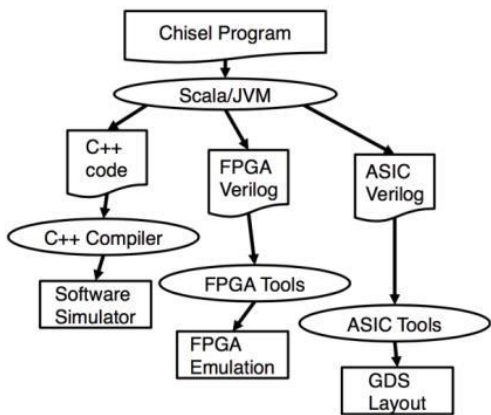 Chisel Program
Scala/JVM
C++
code
FPGA
Verilog
ASIC
Verilog
C++ Compiler
FPGA Tools
Software
Simulator
ASIC Tools
FPGA
Emulation
GDS
Layout